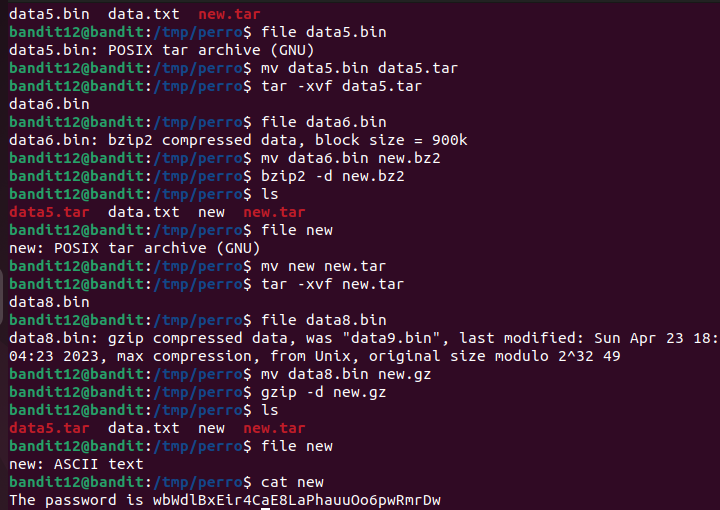 data5.bin  data.txt  new.tar
bandit12@bandit:/tmp/perro$ file data5.bin
data5.bin: POSIX tar archive (GNU)
bandit12@bandit:/tmp/perro$ mv data5.bin data5.tar
bandit12@bandit:/tmp/perro$ tar -xvf data5.tar
data6.bin
bandit12@bandit:/tmp/perro$ file data6.bin
data6.bin: bzip2 compressed data, block size = 900k
bandit12@bandit:/tmp/perro$ mv data6.bin new.bz2
bandit12@bandit:/tmp/perro$ bzip2 -d new.bz2
bandit12@bandit:/tmp/perro$ ls
data5.tar  data.txt  new  new.tar
bandit12@bandit:/tmp/perro$ file new
new: POSIX tar archive (GNU)
bandit12@bandit:/tmp/perro$ mv new new.tar
bandit12@bandit:/tmp/perro$ tar -xvf new.tar
data8.bin
bandit12@bandit:/tmp/perro$ file data8.bin
data8.bin: gzip compressed data, was "data9.bin", last modified: Sun Apr 23 18:
04:23 2023, max compression, from Unix, original size modulo 2^32 49
bandit12@bandit:/tmp/perro$ mv data8.bin new.gz
bandit12@bandit:/tmp/perro$ gzip -d new.gz
bandit12@bandit:/tmp/perro$ ls
data5.tar  data.txt  new  new.tar
bandit12@bandit:/tmp/perro$ file new
new: ASCII text
bandit12@bandit:/tmp/perro$ cat new
The password is wbWdlBxEir4CaE8LaPhauuOo6pwRmrDw